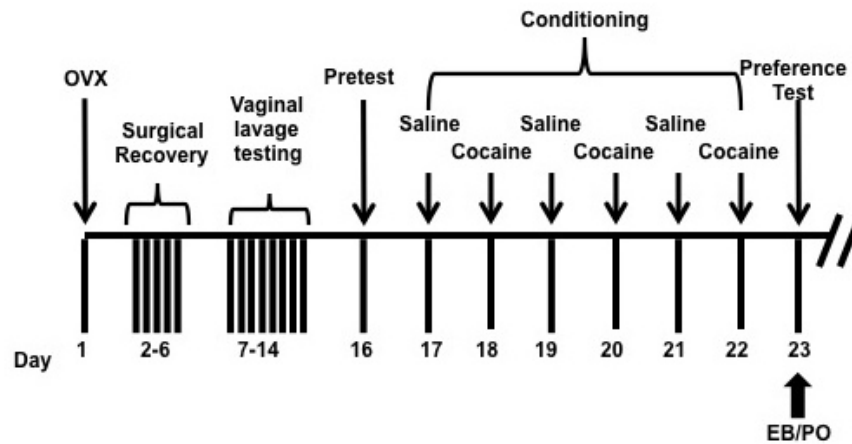 Conditioning
OVX
Surgical
Recovery
Vaginal
lavage
testing
Pretest
Saline
Cocaine
Saline
Cocaine
Saline
Cocaine
Preference
Test
Day
1
2-6
7-14
16
17
18
19
20
21
22
23
EB/PO